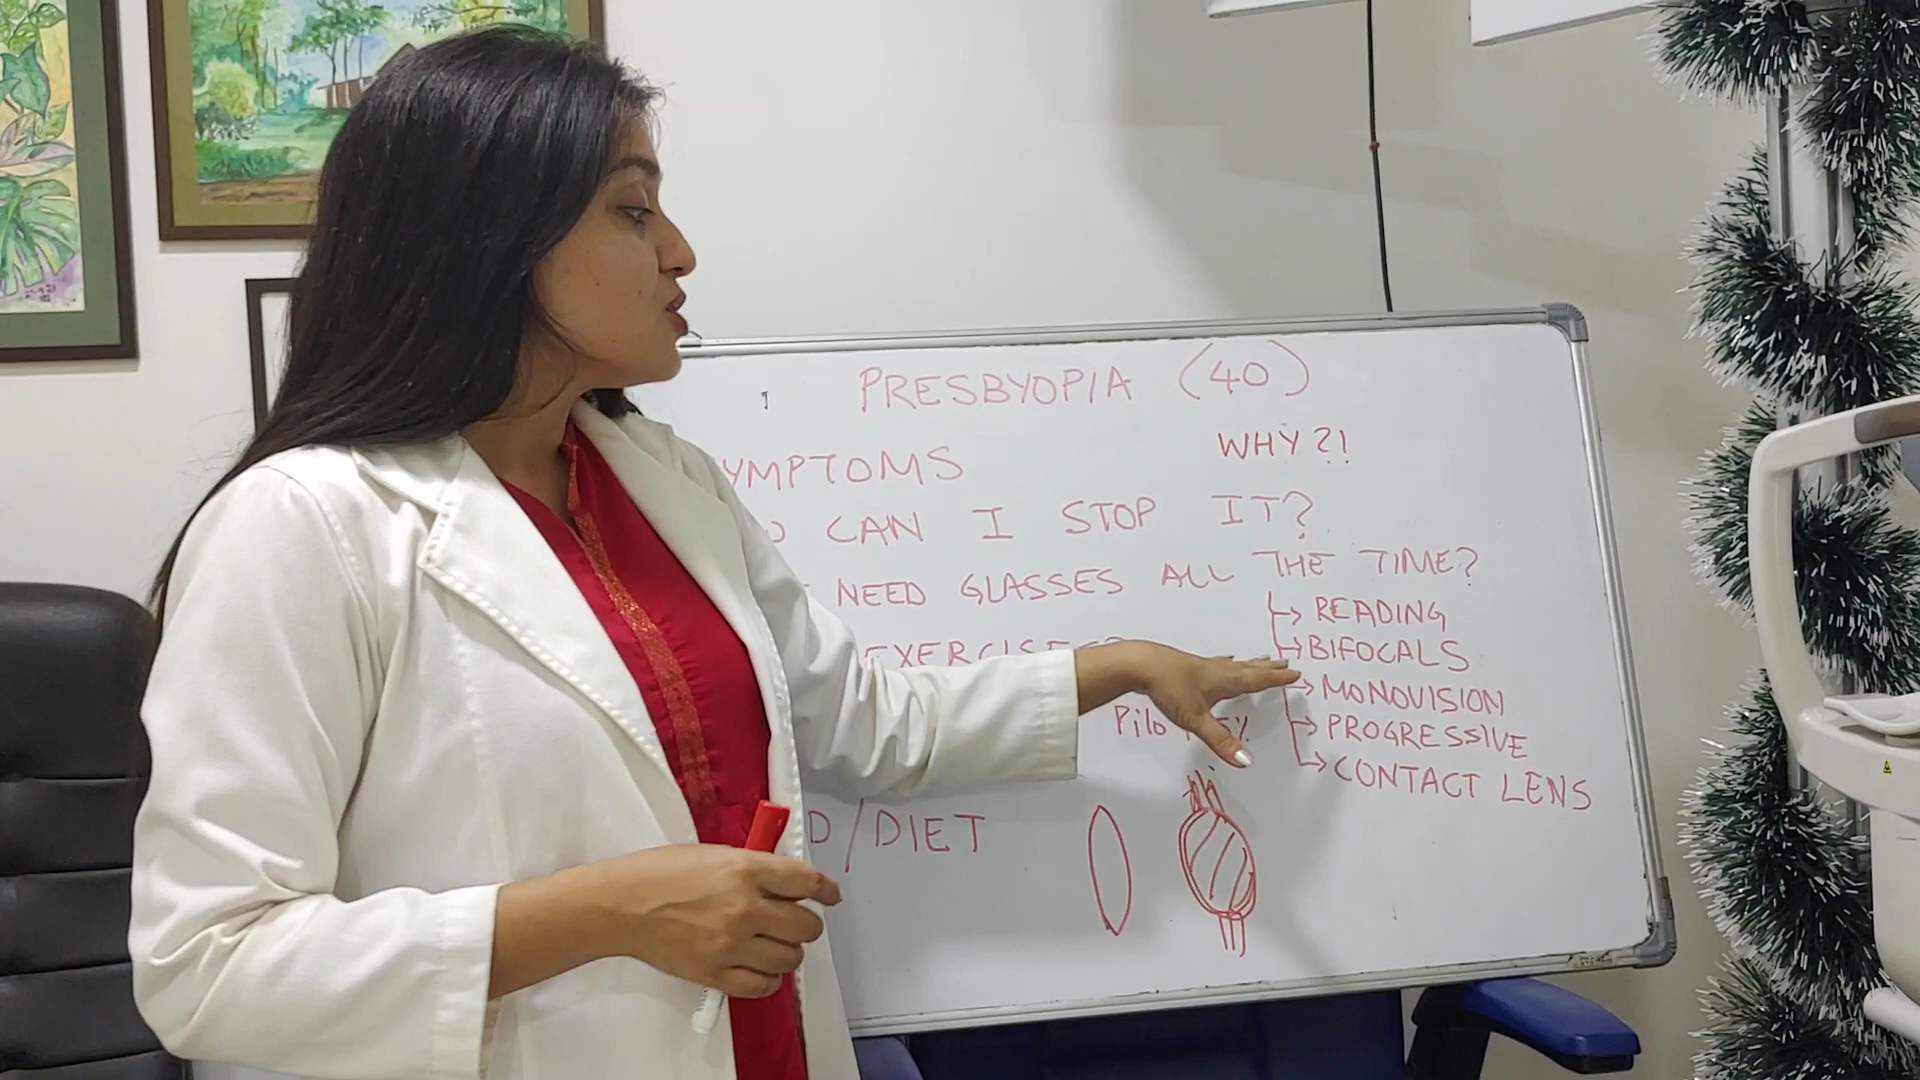 PRESBYOPIA (40)
WHY?!
YMPTOMS
CAN I STOP IT?
NEED GLASSES ALL THE TIME?
→ READING
→ BIFOCALS
EXERCISES?
→ MONOVISION
Pilo %
→ PROGRESSIVE
→ CONTACT LENS
D/DIET